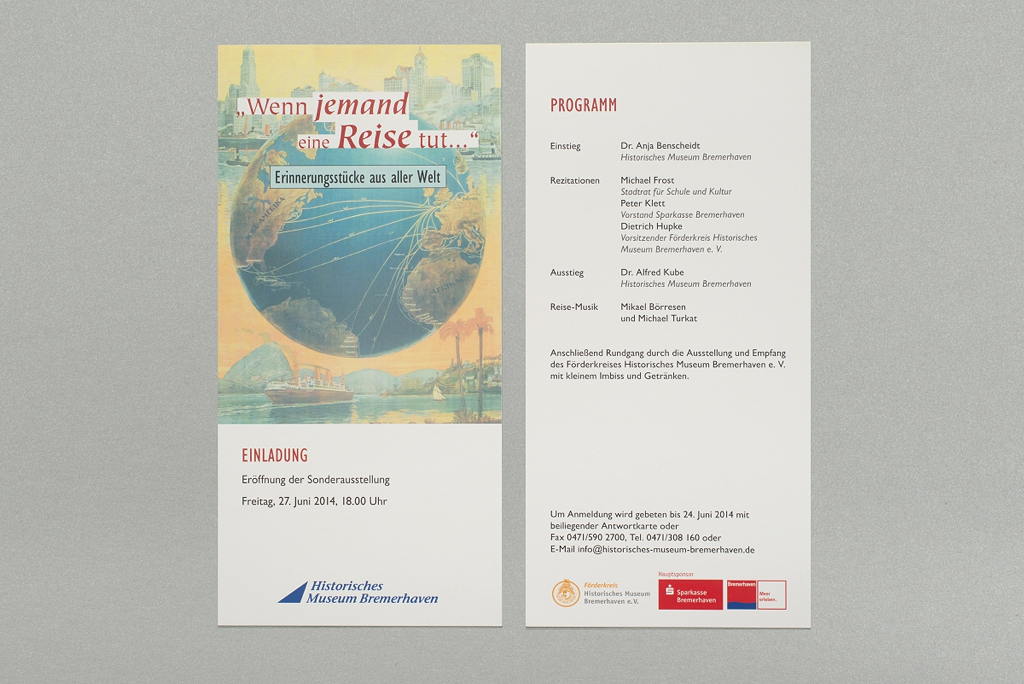 „Wenn jemand
eine Reise tut...“
Erinnerungsstücke aus aller Welt
AMERIKA
AFRIKA
EINLADUNG
Eröffnung der Sonderausstellung
Freitag, 27. Juni 2014, 18.00 Uhr
Historisches
Museum Bremerhaven
PROGRAMM
Einstieg Dr. Anja Benscheidt
Historisches Museum Bremerhaven
Rezitationen Michael Frost
Stadtrat für Schule und Kultur
Peter Klett
Vorstand Sparkasse Bremerhaven
Dietrich Hupke
Vorsitzender Förderkreis Historisches
Museum Bremerhaven e. V.
Ausstieg Dr. Alfred Kube
Historisches Museum Bremerhaven
Reise-Musik Mikael Börresen
und Michael Turkat
Anschließend Rundgang durch die Ausstellung und Empfang
des Förderkreises Historisches Museum Bremerhaven e. V.
mit kleinem Imbiss und Getränken.
Um Anmeldung wird gebeten bis 24. Juni 2014 mit
beiliegender Antwortkarte oder
Fax 0471/590 2700, Tel. 0471/308 160 oder
E-Mail info@historisches-museum-bremerhaven.de
Förderkreis
Historisches Museum
Bremerhaven e.V.
Hauptsponsor
Sparkasse
Bremerhaven
Bremerhaven
Meer
erleben.